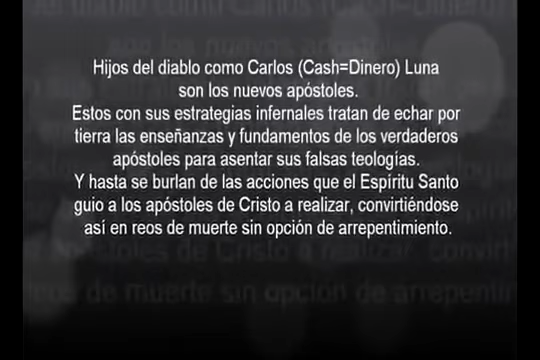 Hijos del diablo como Carlos (Cash=Dinero) Luna
son los nuevos apóstoles.
Estos con sus estrategias infernales tratan de echar por
tierra las enseñanzas y fundamentos de los verdaderos
apóstoles para asentar sus falsas teologías.
Y hasta se burlan de las acciones que el Espíritu Santo
guio a los apóstoles de Cristo a realizar, convirtiéndose
así en reos de muerte sin opción de arrepentimiento.